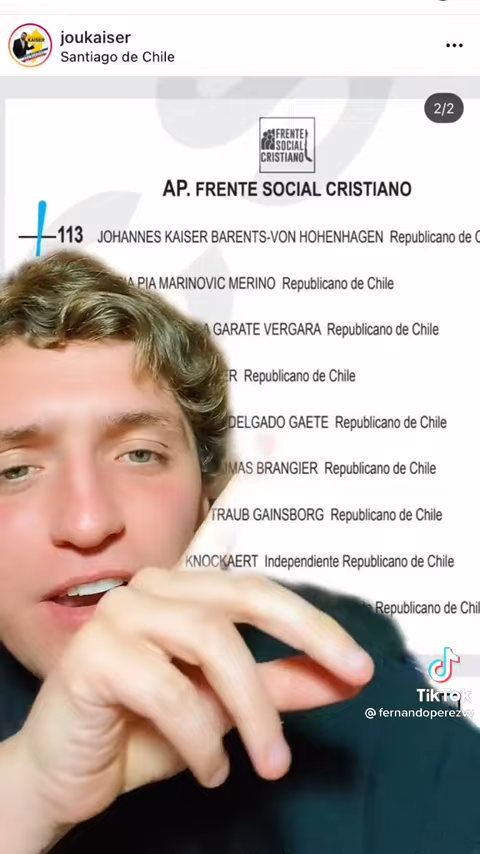 joukaiser
Santiago de Chile
2/2
FRENTE
SOCIAL
CRISTIANO
AP. FRENTE SOCIAL CRISTIANO
113 JOHANNES KAISER BARENTS-VON HOHENHAGEN Republicano de C
PIA MARINOVIC MERINO Republicano de Chile
GARATE VERGARA Republicano de Chile
Republicano de Chile
DELGADO GAETE Republicano de Chile
BRANGIER Republicano de Chile
TRAUB GAINSBORG Republicano de Chile
KNOCKAERT Independiente Republicano de Chile
Republicano de Chil
TikTok